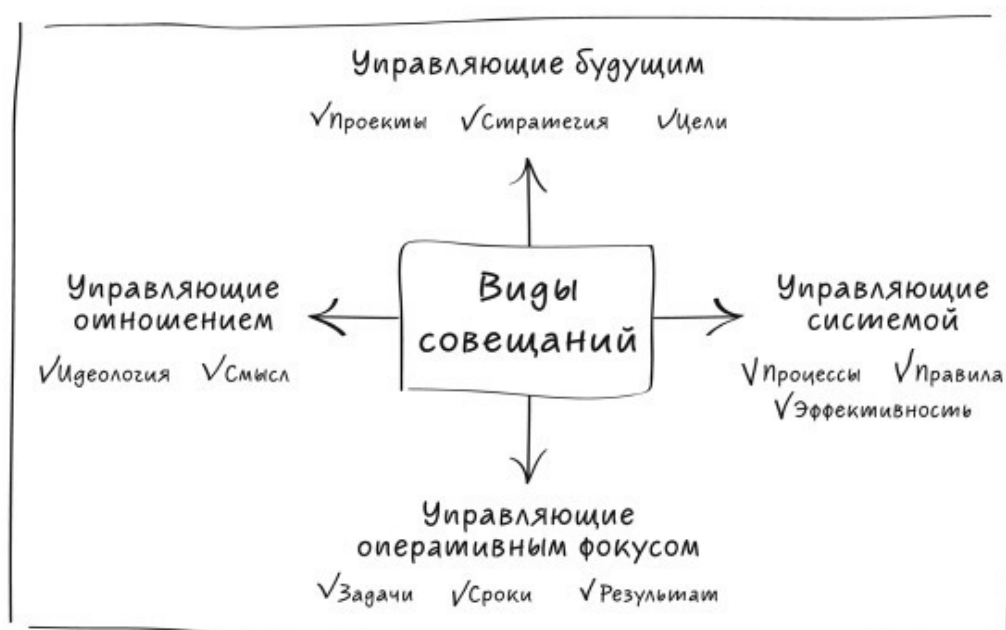 Управляющие будущим
✓Проекты ✓Стратегия ✓Цели
Управляющие
отношением
✓Идеология ✓Смысл
Виды
совещаний
Управляющие
системой
✓Процессы ✓Правила
✓Эффективность
Управляющие
оперативным фокусом
✓Задачи ✓Сроки ✓Результат